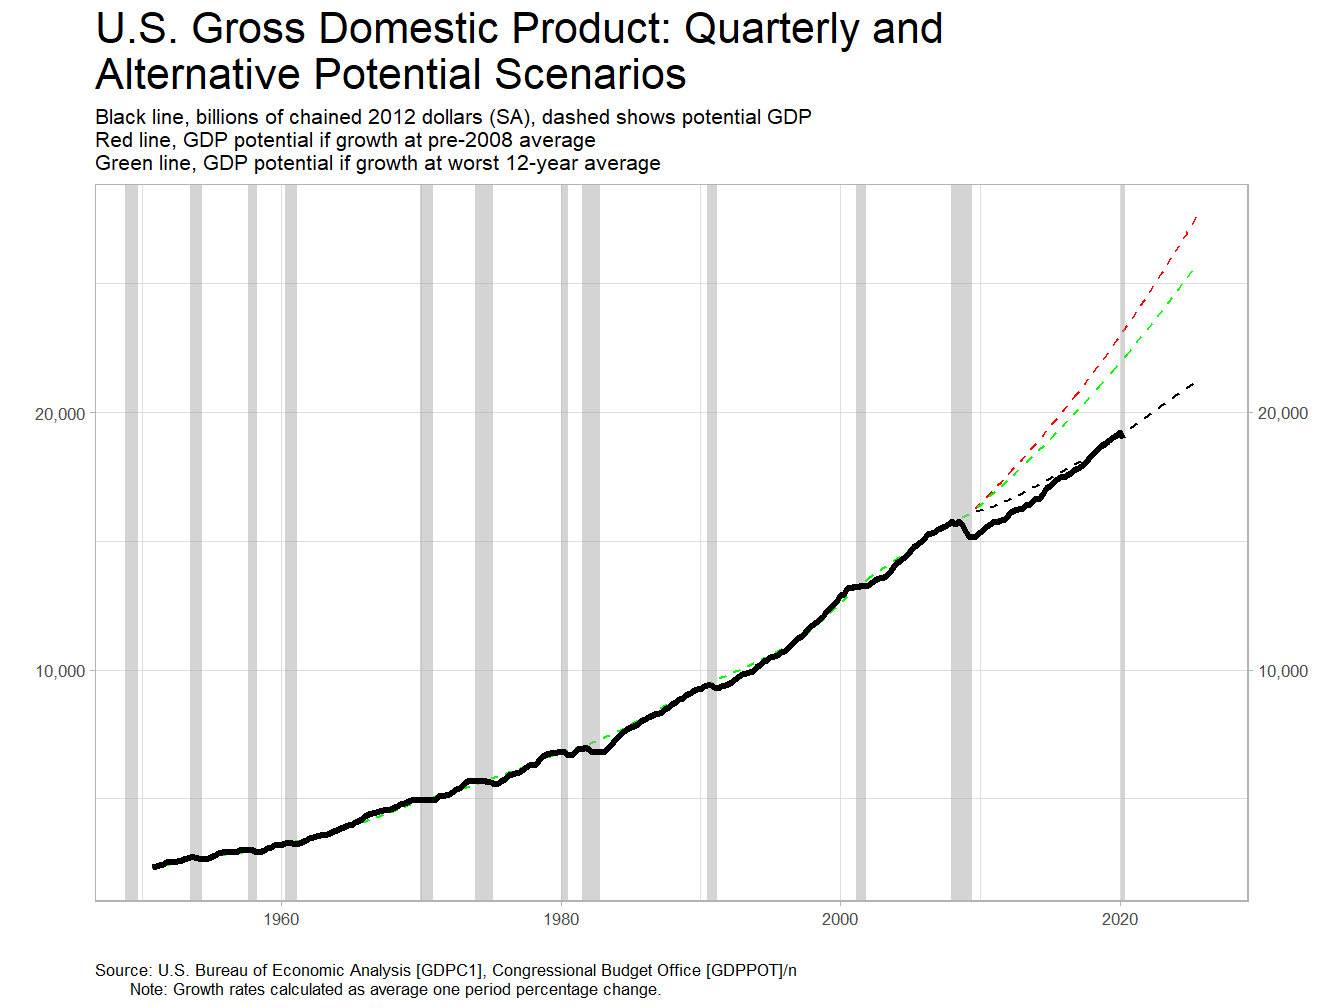 U.S. Gross Domestic Product: Quarterly and
Alternative Potential Scenarios
Black line, billions of chained 2012 dollars (SA), dashed shows potential GDP
Red line, GDP potential if growth at pre-2008 average
Green line, GDP potential if growth at worst 12-year average
20,000 20,000
10,000 10,000
1960 1980 2000 2020
Source: U.S. Bureau of Economic Analysis [GDPC1], Congressional Budget Office [GDPPOT]/n
Note: Growth rates calculated as average one period percentage change.